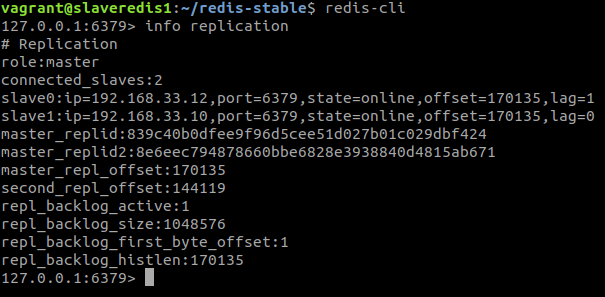 vagrant@slaveredis1:~/redis-stable$ redis-cli
127.0.0.1:6379> info replication
# Replication
role:master
connected_slaves:2
slave0:ip=192.168.33.12,port=6379,state=online,offset=170135,lag=1
slave1:ip=192.168.33.10,port=6379,state=online,offset=170135,lag=0
master_replid:839c40b0dfee9f96d5cee51d027b01c029dbf424
master_replid2:8e6eec794878660bbe6828e3938840d4815ab671
master_repl_offset:170135
second_repl_offset:144119
repl_backlog_active:1
repl_backlog_size:1048576
repl_backlog_first_byte_offset:1
repl_backlog_histlen:170135
127.0.0.1:6379>